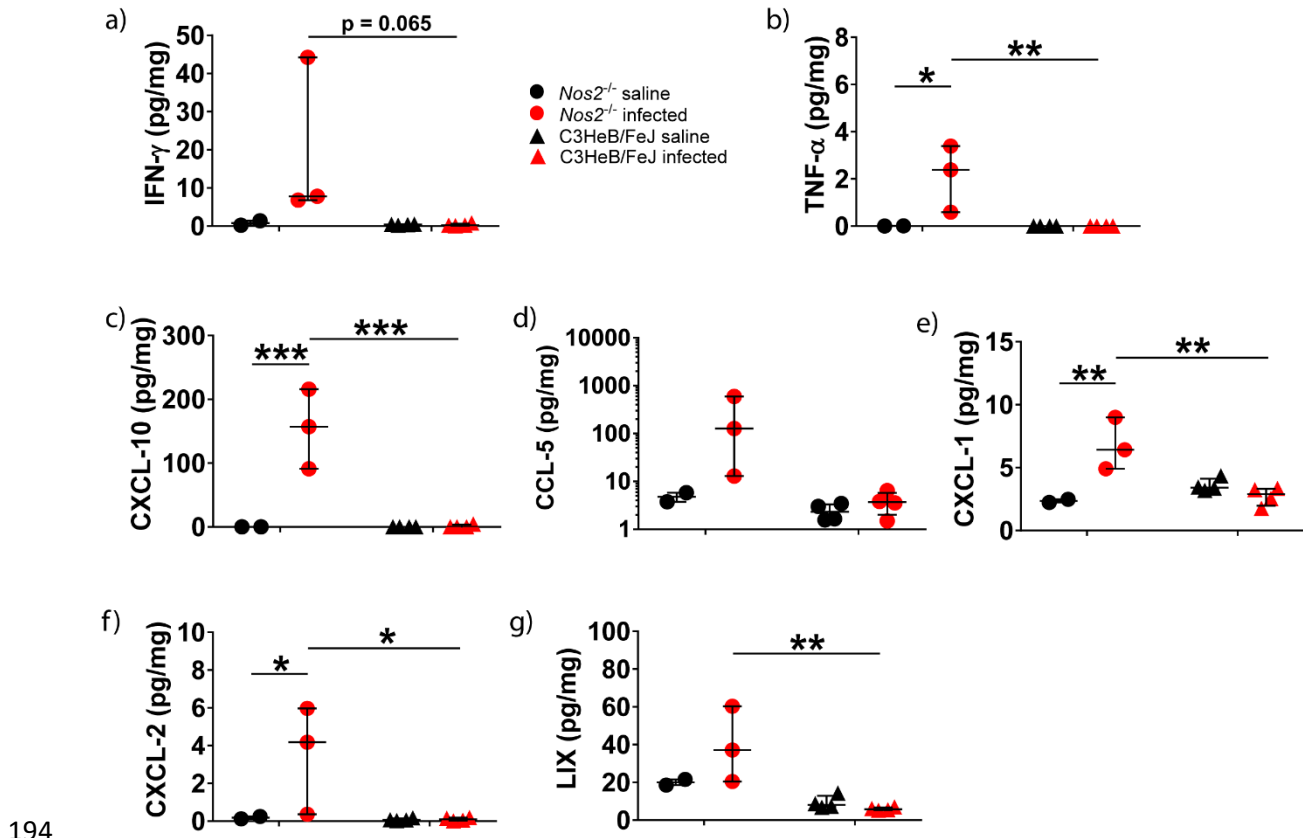 a)
p = 0.065
IFN-γ (pg/mg)
50
40
30
20
10
0
Nos2-/- saline
Nos2-/- infected
C3HeB/FeJ saline
C3HeB/FeJ infected
b)
TNF-α (pg/mg)
8
6
4
2
0
*
**
c)
CXCL-10 (pg/mg)
300
200
100
0
***
***
d)
CCL-5 (pg/mg)
10000
1000
100
10
1
e)
CXCL-1 (pg/mg)
15
10
5
0
**
**
f)
CXCL-2 (pg/mg)
10
8
6
4
2
0
*
*
g)
LIX (pg/mg)
100
80
60
40
20
0
**
194